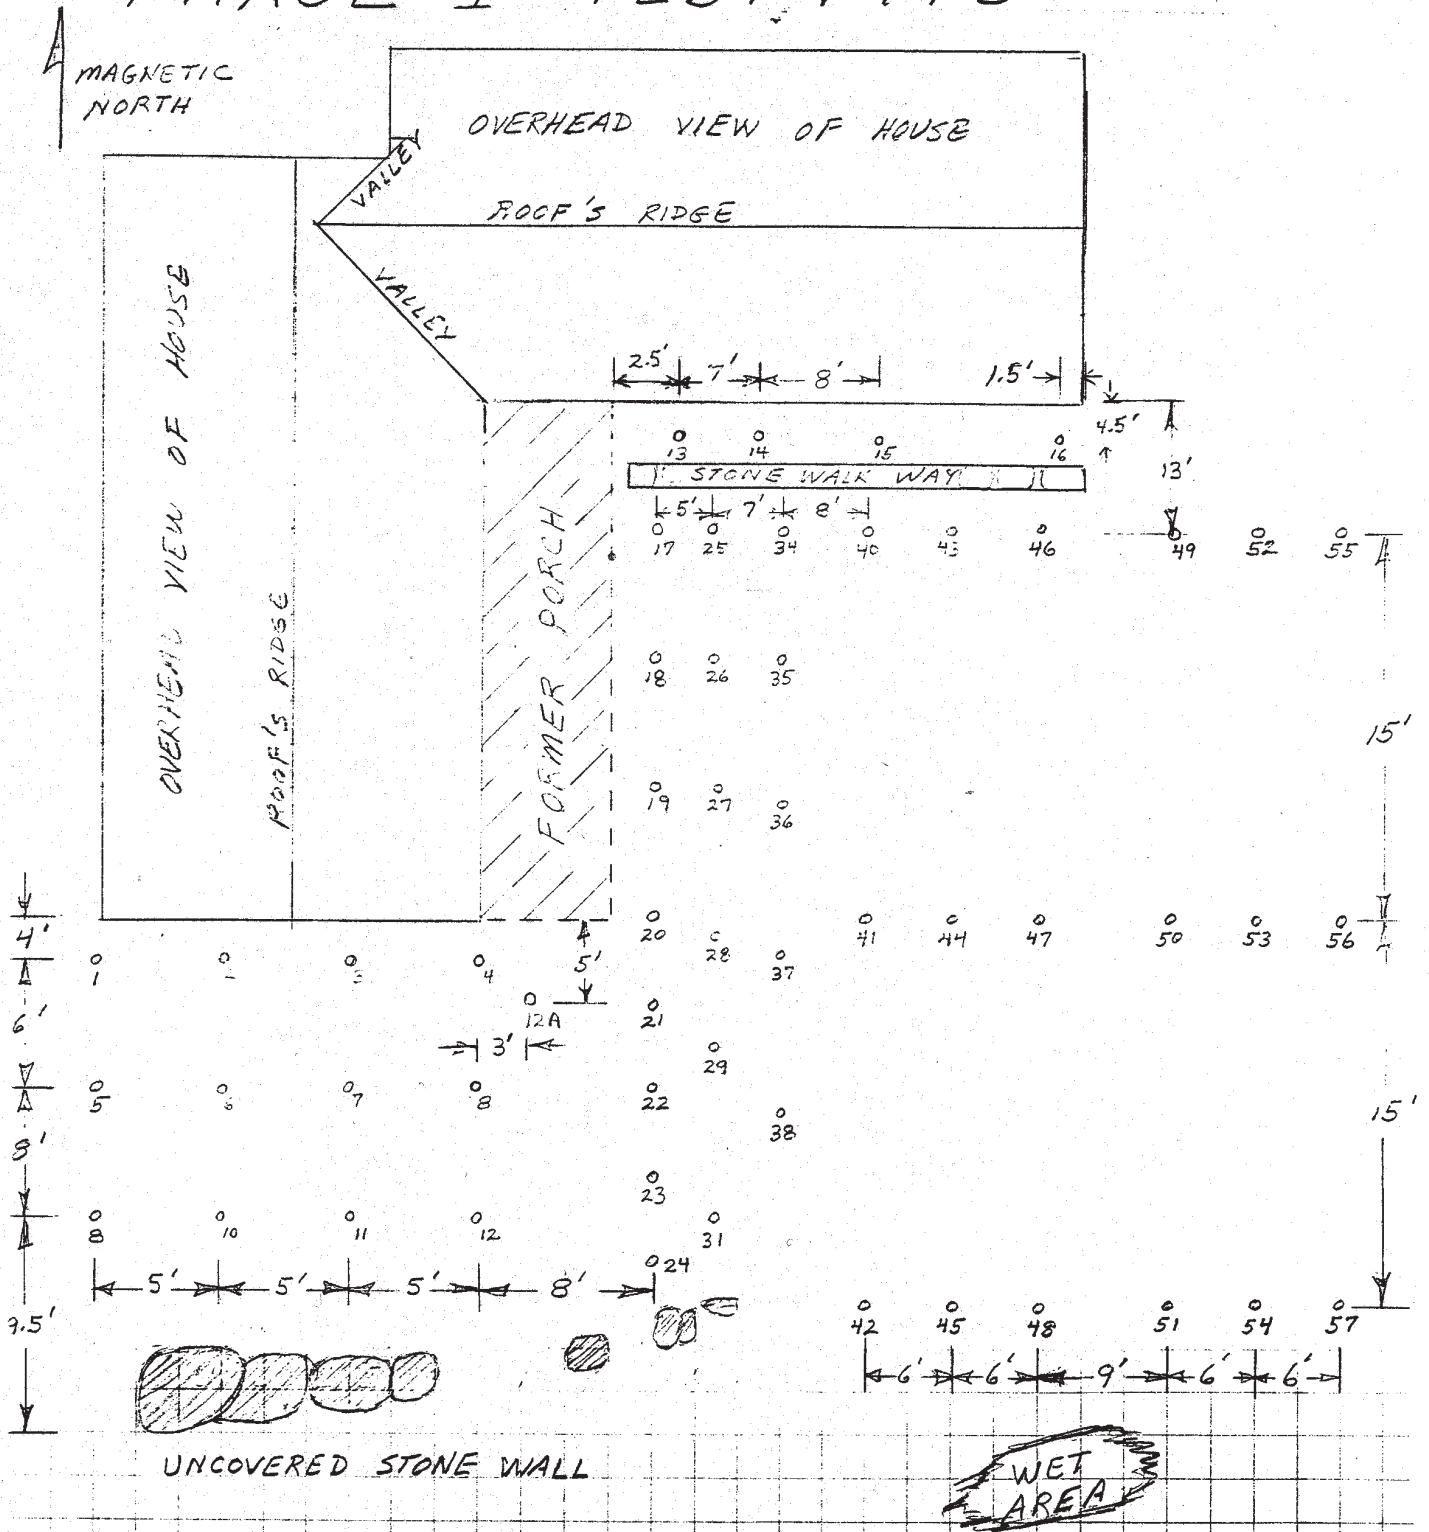 MAGNETIC
NORTH
OVERHEAD VIEW OF HOUSE
VALLEY
ROOF'S RIDGE
VALLEY
OVERHEAD VIEW OF HOUSE
ROOF'S RIDGE
FORMER PORCH
2.5' 7' 8' 1.5'
4.5'
13'
13 14 15 16
STONE WALK WAY
5' 7' 8'
17 25 34 40 43 46 49 52 55
18 26 35
15'
19 27 36
4'
20 28 37 41 44 47 50 53 56
1 3 4
5'
12A
3'
21
6'
29
5 6 7 8
22
38
15'
8'
23
8 10 11 12
31
24
5' 5' 5' 8'
9.5'
42 45 48 51 54 57
6' 6' 9' 6' 6'
UNCOVERED STONE WALL
WET
AREA